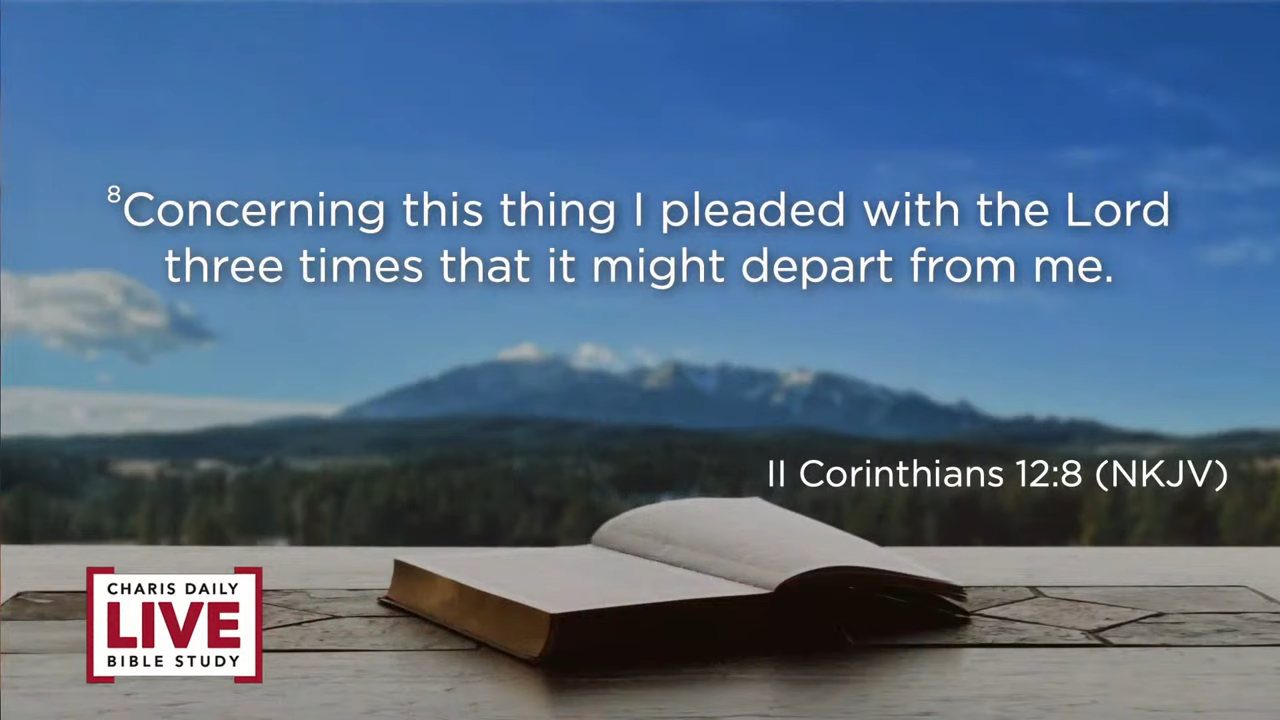 ⁸Concerning this thing I pleaded with the Lord
three times that it might depart from me.
II Corinthians 12:8 (NKJV)
CHARIS DAILY
LIVE
BIBLE STUDY